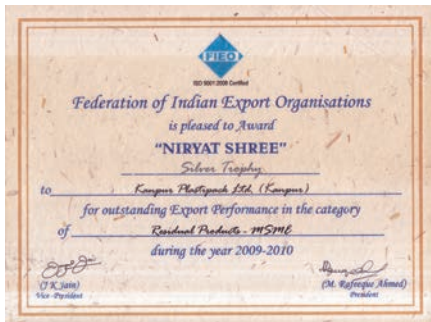 FIEO
ISO 9001:2008 Certified
Federation of Indian Export Organisations
is pleased to Award
"NIRYAT SHREE"
Silver Trophy
to Kanpur Plastipack Ltd. (Kanpur)
for outstanding Export Performance in the category
of Residual Products - MSME
during the year 2009-2010
(J K Jain) (M. Rafeeque Ahmed)
Vice-President President